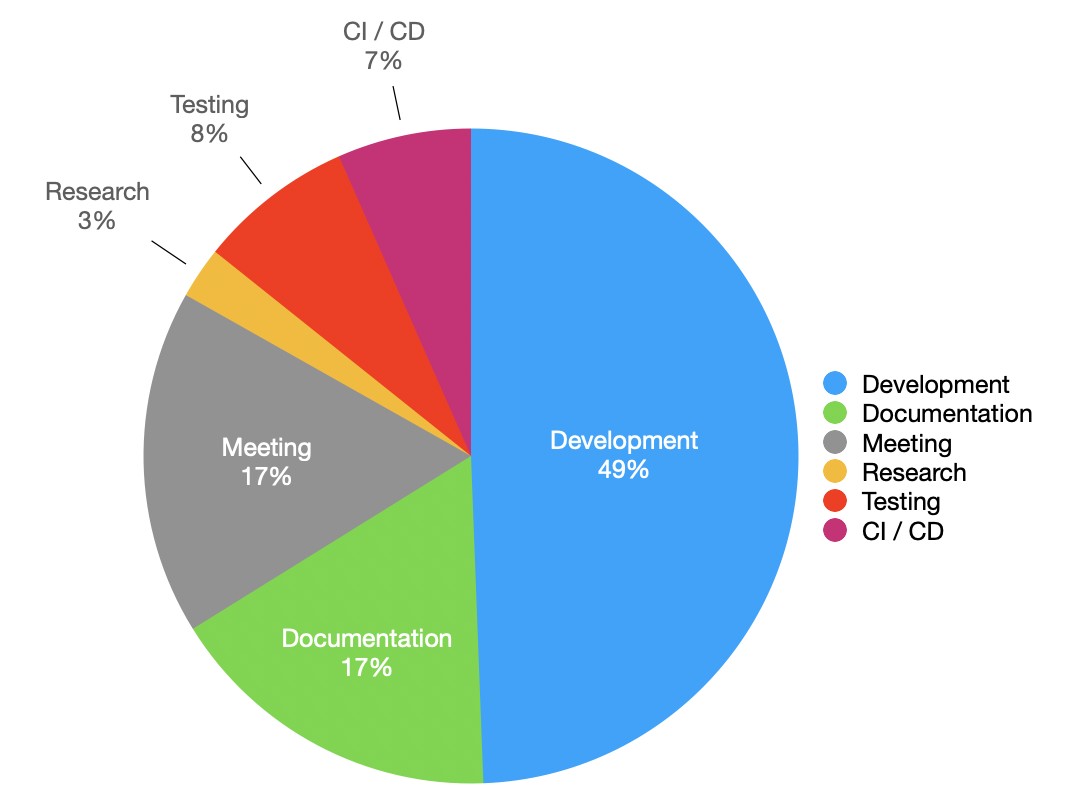 CI / CD
7%
Testing
8%
Research
3%
Meeting
17%
Development
49%
Documentation
17%
Development
Documentation
Meeting
Research
Testing
CI / CD